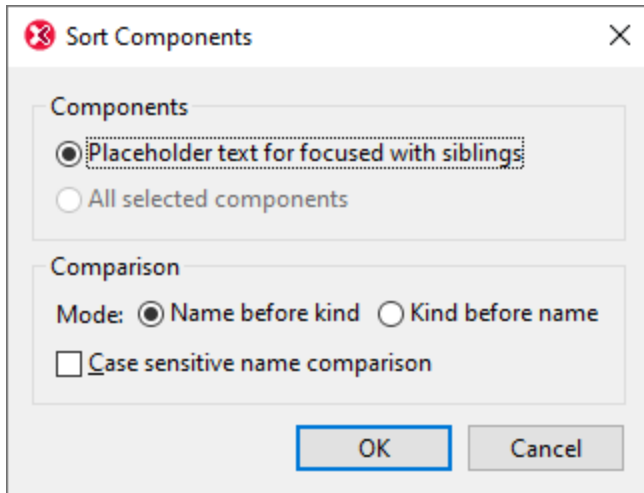 Sort Components
Components
Placeholder text for focused with siblings
All selected components
Comparison
Mode: Name before kind Kind before name
Case sensitive name comparison
OK Cancel